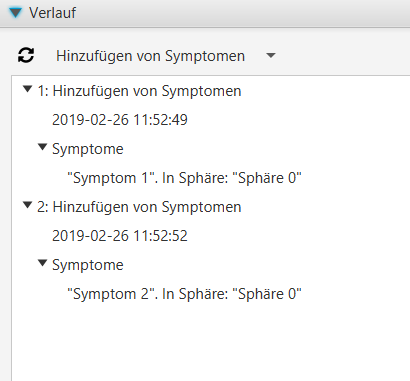 Verlauf
Hinzufügen von Symptomen
1: Hinzufügen von Symptomen
2019-02-26 11:52:49
Symptome
"Symptom 1". In Sphäre: "Sphäre 0"
2: Hinzufügen von Symptomen
2019-02-26 11:52:52
Symptome
"Symptom 2". In Sphäre: "Sphäre 0"